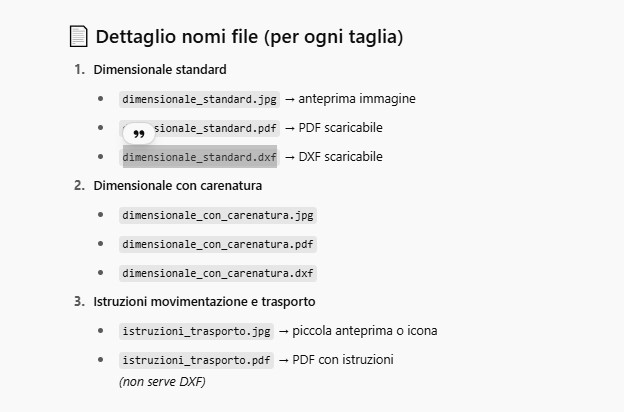 Dettaglio nomi file (per ogni taglia)
1. Dimensionale standard
• dimensionale_standard.jpg → anteprima immagine
• sionale_standard.pdf → PDF scaricabile
• dimensionale_standard.dxf → DXF scaricabile
2. Dimensionale con carenatura
• dimensionale_con_carenatura.jpg
• dimensionale_con_carenatura.pdf
• dimensionale_con_carenatura.dxf
3. Istruzioni movimentazione e trasporto
• istruzioni_trasporto.jpg → piccola anteprima o icona
• istruzioni_trasporto.pdf → PDF con istruzioni
(non serve DXF)